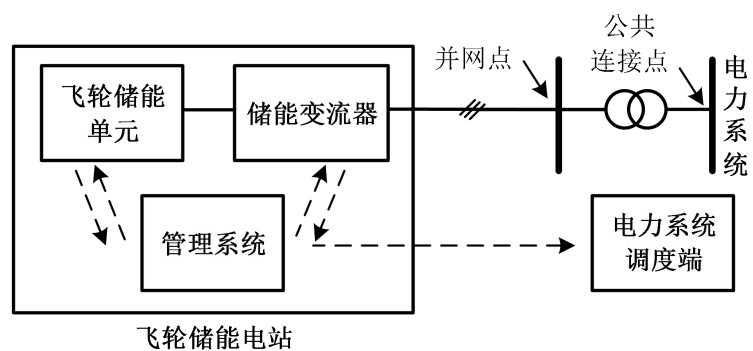 飞轮储能
单元
储能变流器
管理系统
飞轮储能电站
并网点
公共
连接点
电力系统
电力系统
调度端